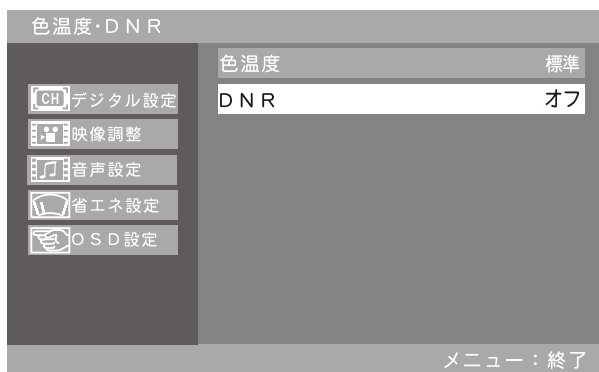 色温度・DNR
色温度 標準
DNR オフ
CH デジタル設定
映像調整
音声設定
省エネ設定
OSD設定
メニュー：終了